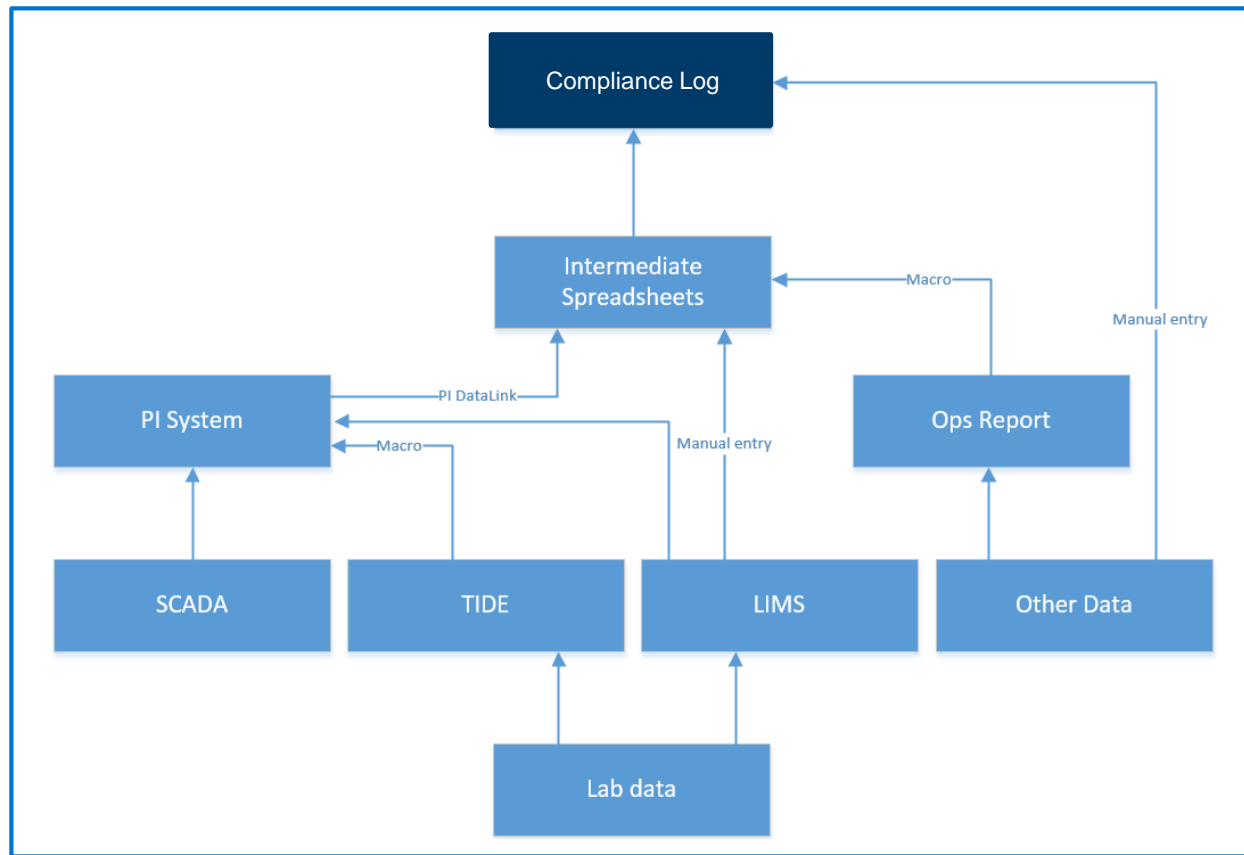 Compliance Log
Intermediate
Spreadsheets
Macro
Manual entry
PI System
PI DataLink
Macro
Manual entry
Ops Report
SCADA
TIDE
LIMS
Other Data
Lab data